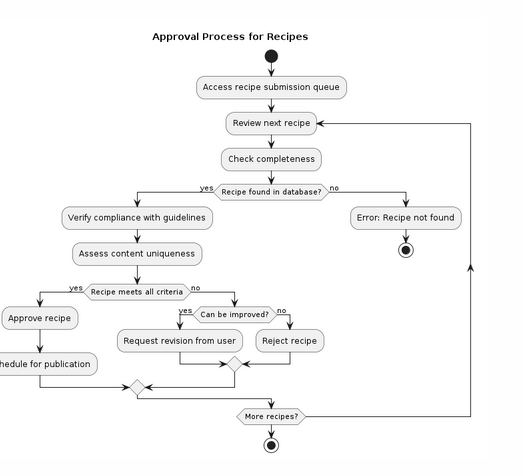 Approval Process for Recipes
Access recipe submission queue
Review next recipe
Check completeness
yes
Recipe found in database?
no
Verify compliance with guidelines
Error: Recipe not found
Assess content uniqueness
yes
Recipe meets all criteria
no
Approve recipe
yes
Can be improved?
no
Request revision from user
Reject recipe
for publication
More recipes?